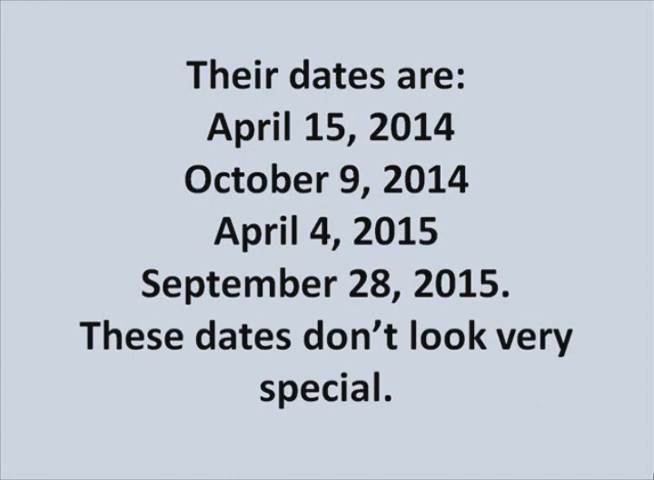 Their dates are:
April 15, 2014
October 9, 2014
April 4, 2015
September 28, 2015.
These dates don’t look very
special.